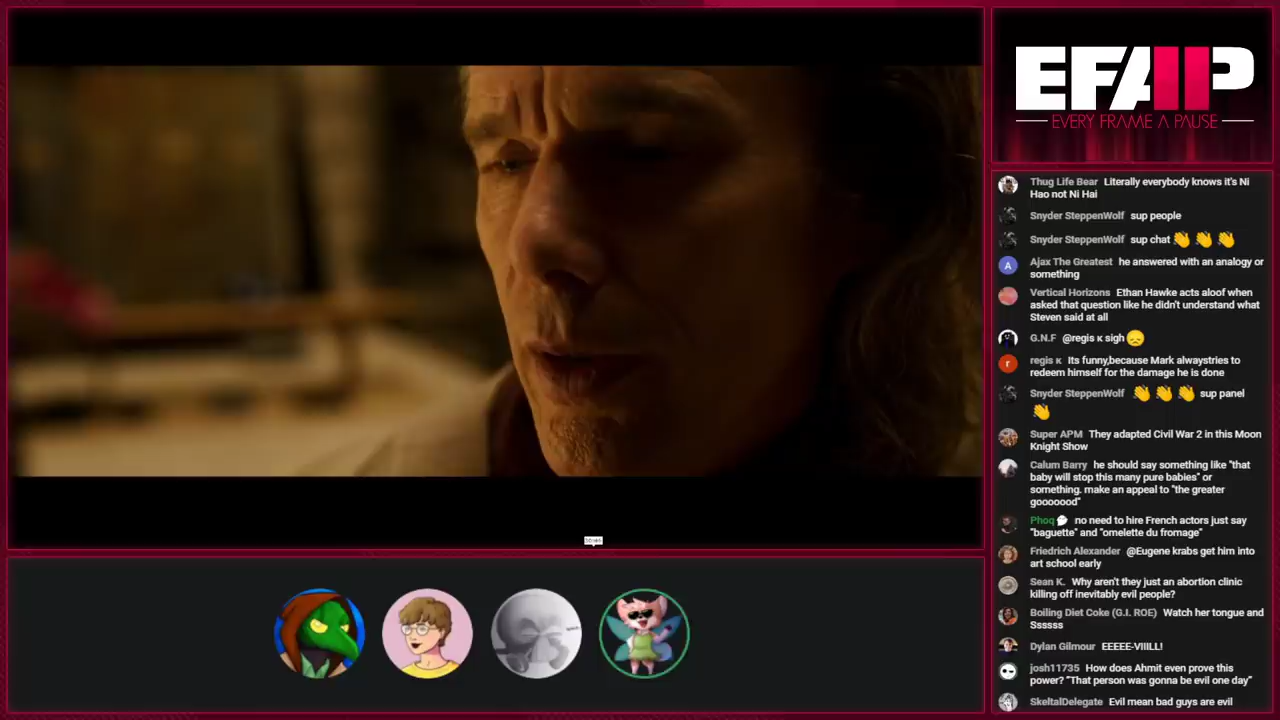 EFAP
EVERY FRAME A PAUSE
Thug Life Bear Literally everybody knows it's Ni
Hao not Ni Hai
Snyder SteppenWolf sup people
Snyder SteppenWolf sup chat 👏 👏 👏
A
Ajax The Greatest he answered with an analogy or
something
Vertical Horizons Ethan Hawke acts aloof when
asked that question like he didn't understand what
Steven said at all
G.N.F @regis κ sigh 😞
r
regis κ Its funny,because Mark alwaystries to
redeem himself for the damage he is done
Snyder SteppenWolf 👏 👏 👏 sup panel
👏
Super APM They adapted Civil War 2 in this Moon
Knight Show
Calum Barry he should say something like "that
baby will stop this many pure babies" or
something. make an appeal to "the greater
gooooood"
Phoq no need to hire French actors just say
"baguette" and "omelette du fromage"
Friedrich Alexander @Eugene krabs get him into
art school early
Sean K. Why aren't they just an abortion clinic
killing off inevitably evil people?
Boiling Diet Coke (G.I. ROE) Watch her tongue and
Sssss
Dylan Gilmour EEEEE-VIIILL!
josh11735 How does Ahmit even prove this
power? "That person was gonna be evil one day"
SkeltalDelegate Evil mean bad guys are evil